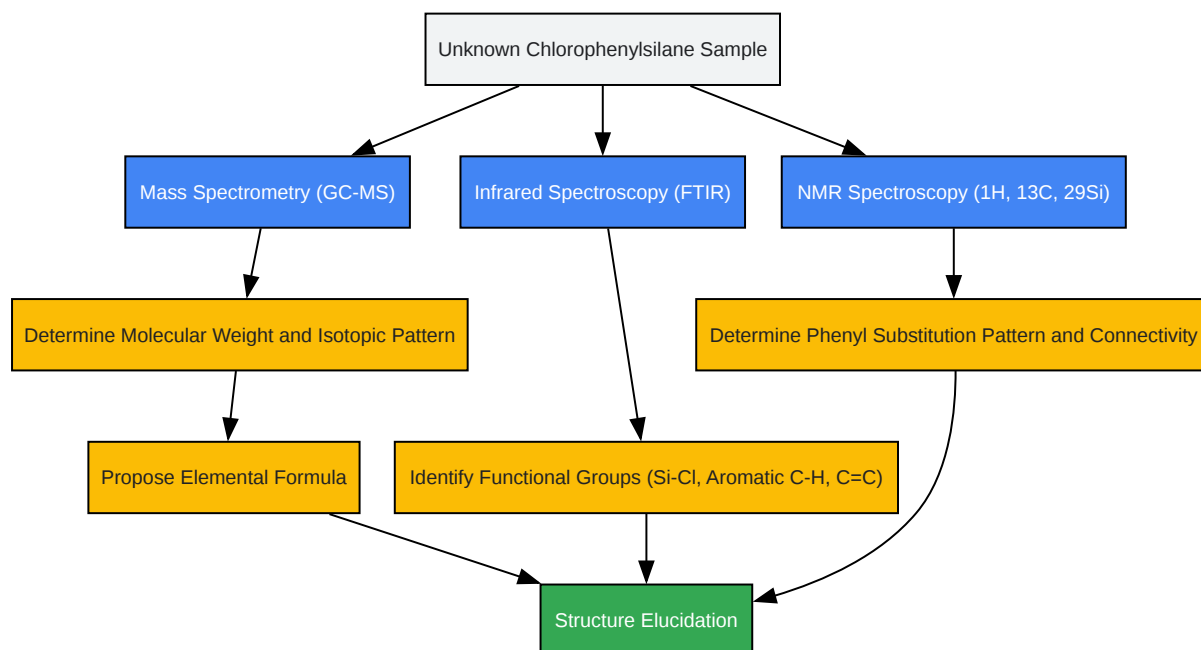 Unknown Chlorophenylsilane Sample
Mass Spectrometry (GC-MS)
Infrared Spectroscopy (FTIR)
NMR Spectroscopy (1H, 13C, 29Si)
Determine Molecular Weight and Isotopic Pattern
Determine Phenyl Substitution Pattern and Connectivity
Propose Elemental Formula
Identify Functional Groups (Si-Cl, Aromatic C-H, C=C)
Structure Elucidation